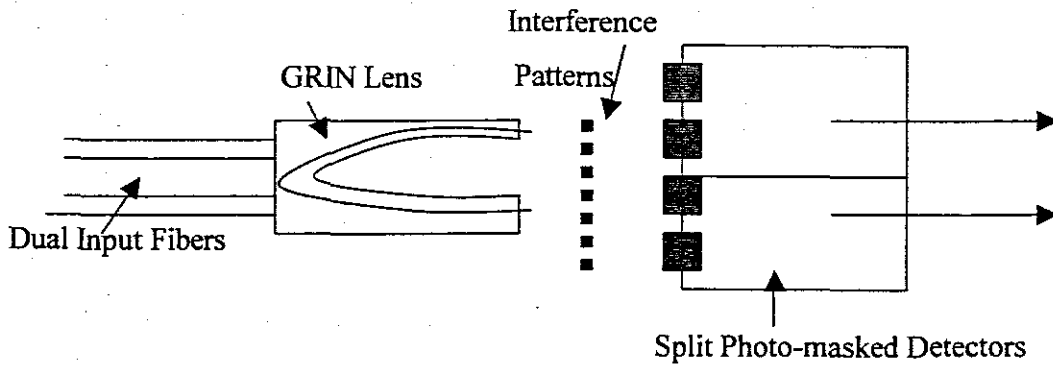 Interference
Patterns
GRIN Lens
Dual Input Fibers
Split Photo-masked Detectors